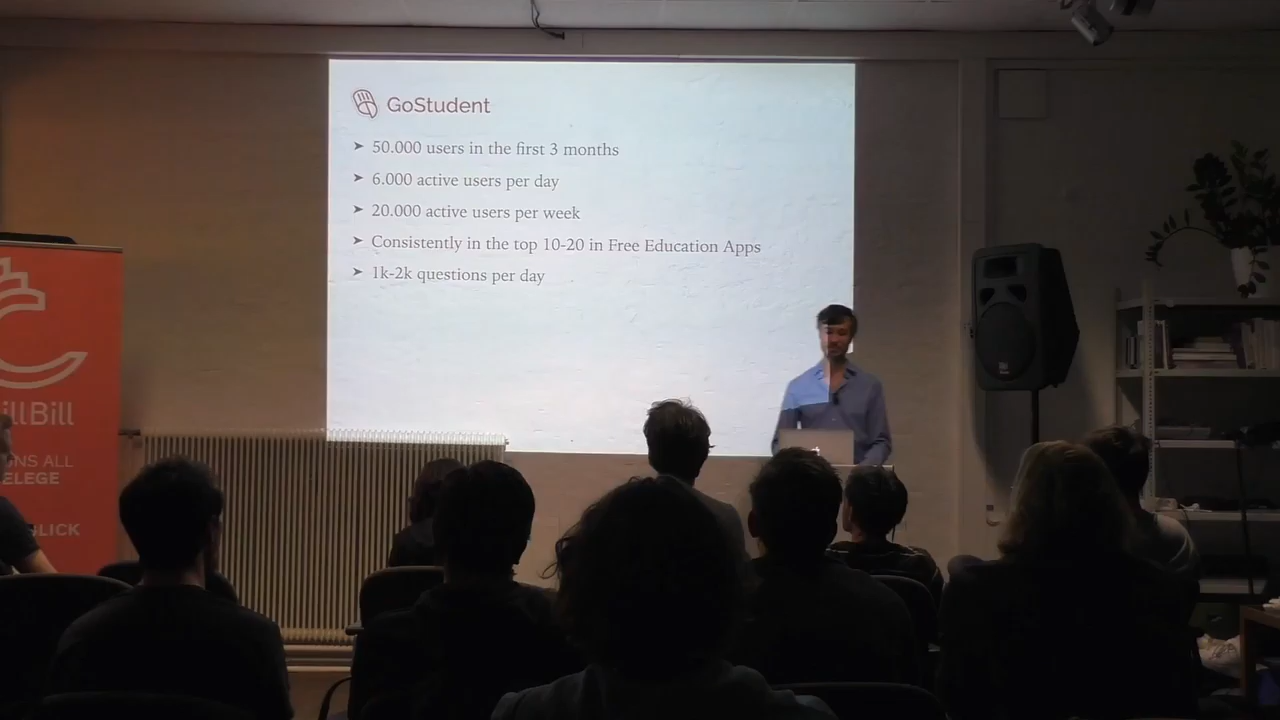 GoStudent
➤ 50.000 users in the first 3 months
➤ 6.000 active users per day
➤ 20.000 active users per week
➤ Consistently in the top 10-20 in Free Education Apps
➤ 1k-2k questions per day
illBill
GNS ALL
ELEGE
LICK